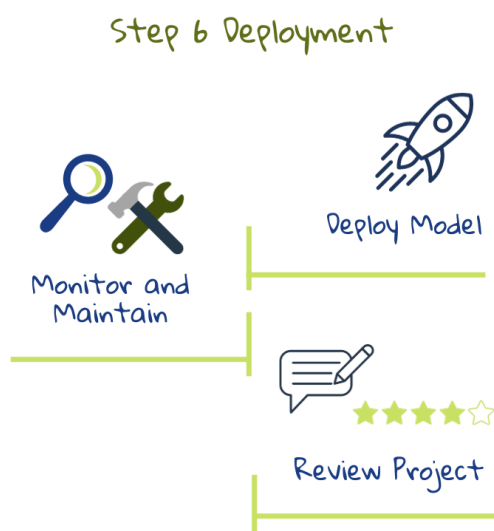 Step 6 Deployment
Deploy Model
Monitor and
Maintain
Review Project